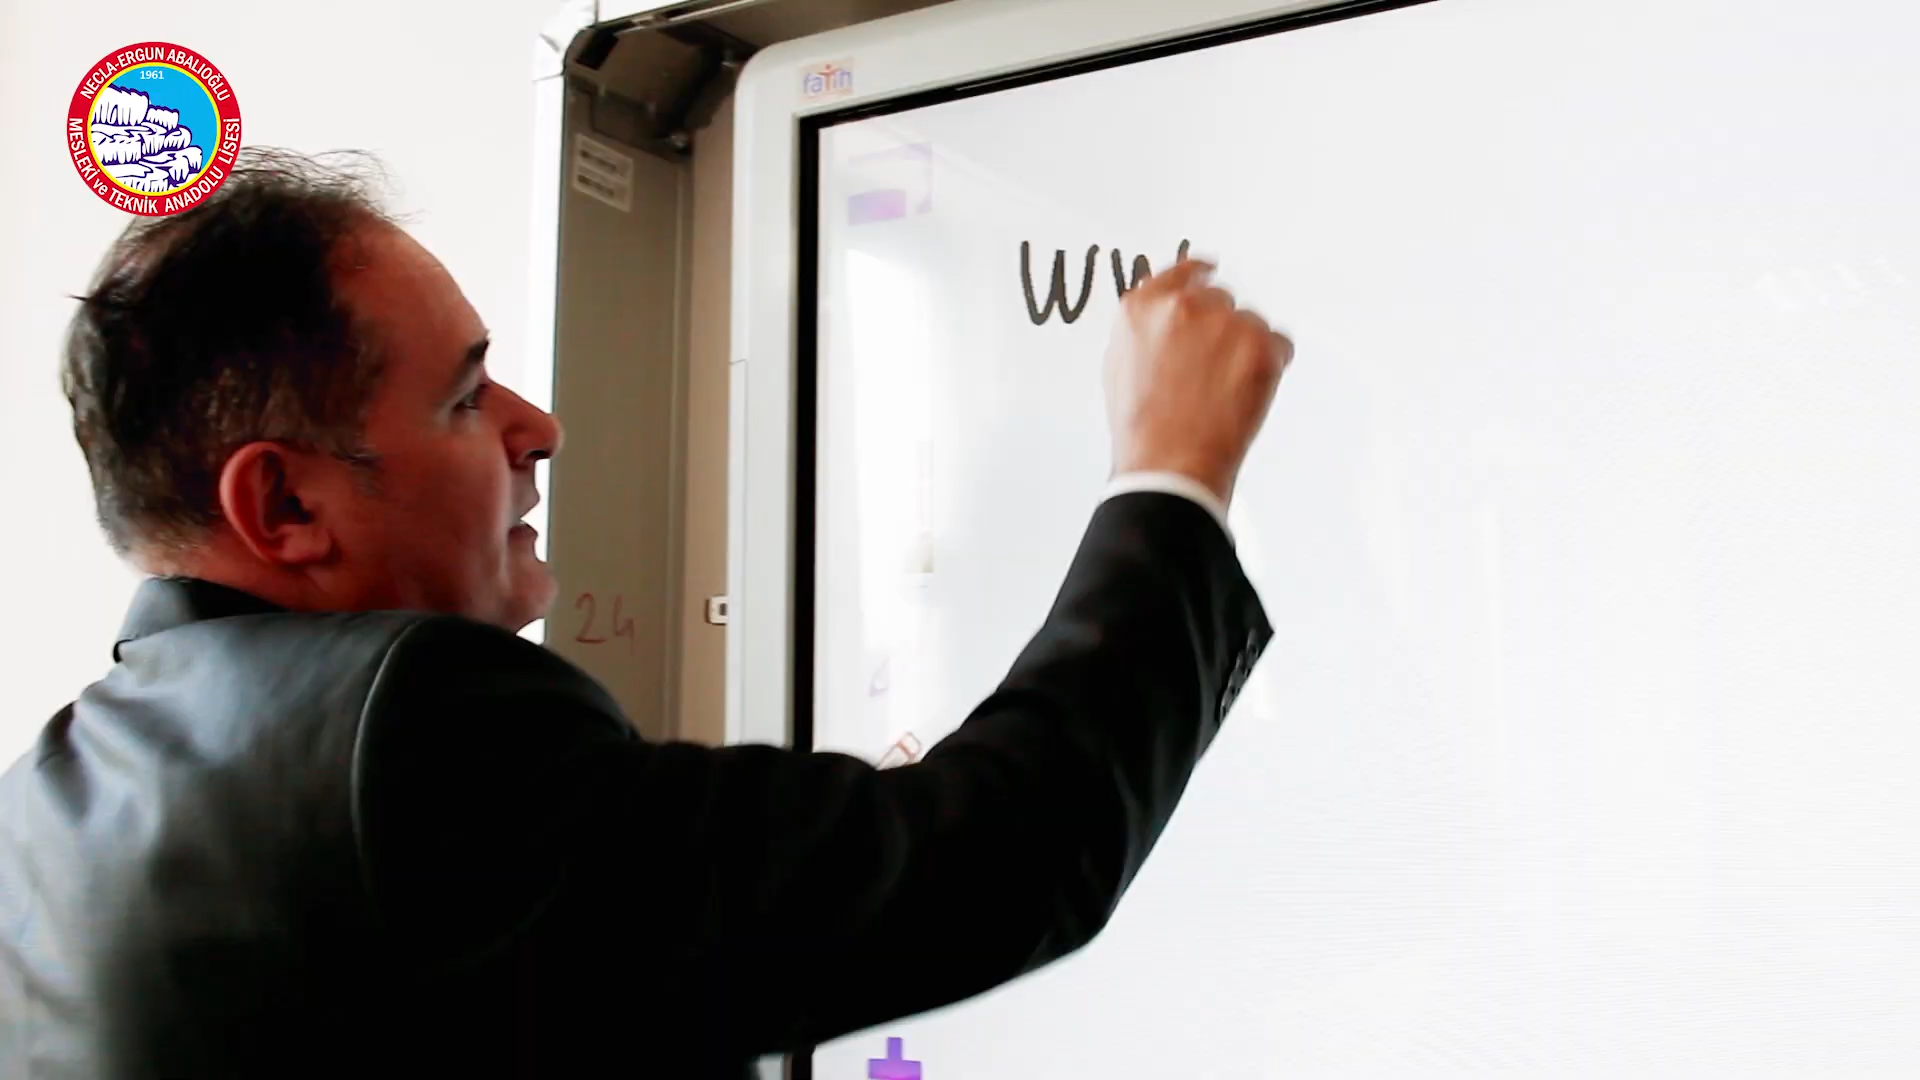 NECLA-ERGUN ABALIOĞLU
1961
MESLEKİ ve TEKNİK ANADOLU LİSESİ
fatih
ww
24